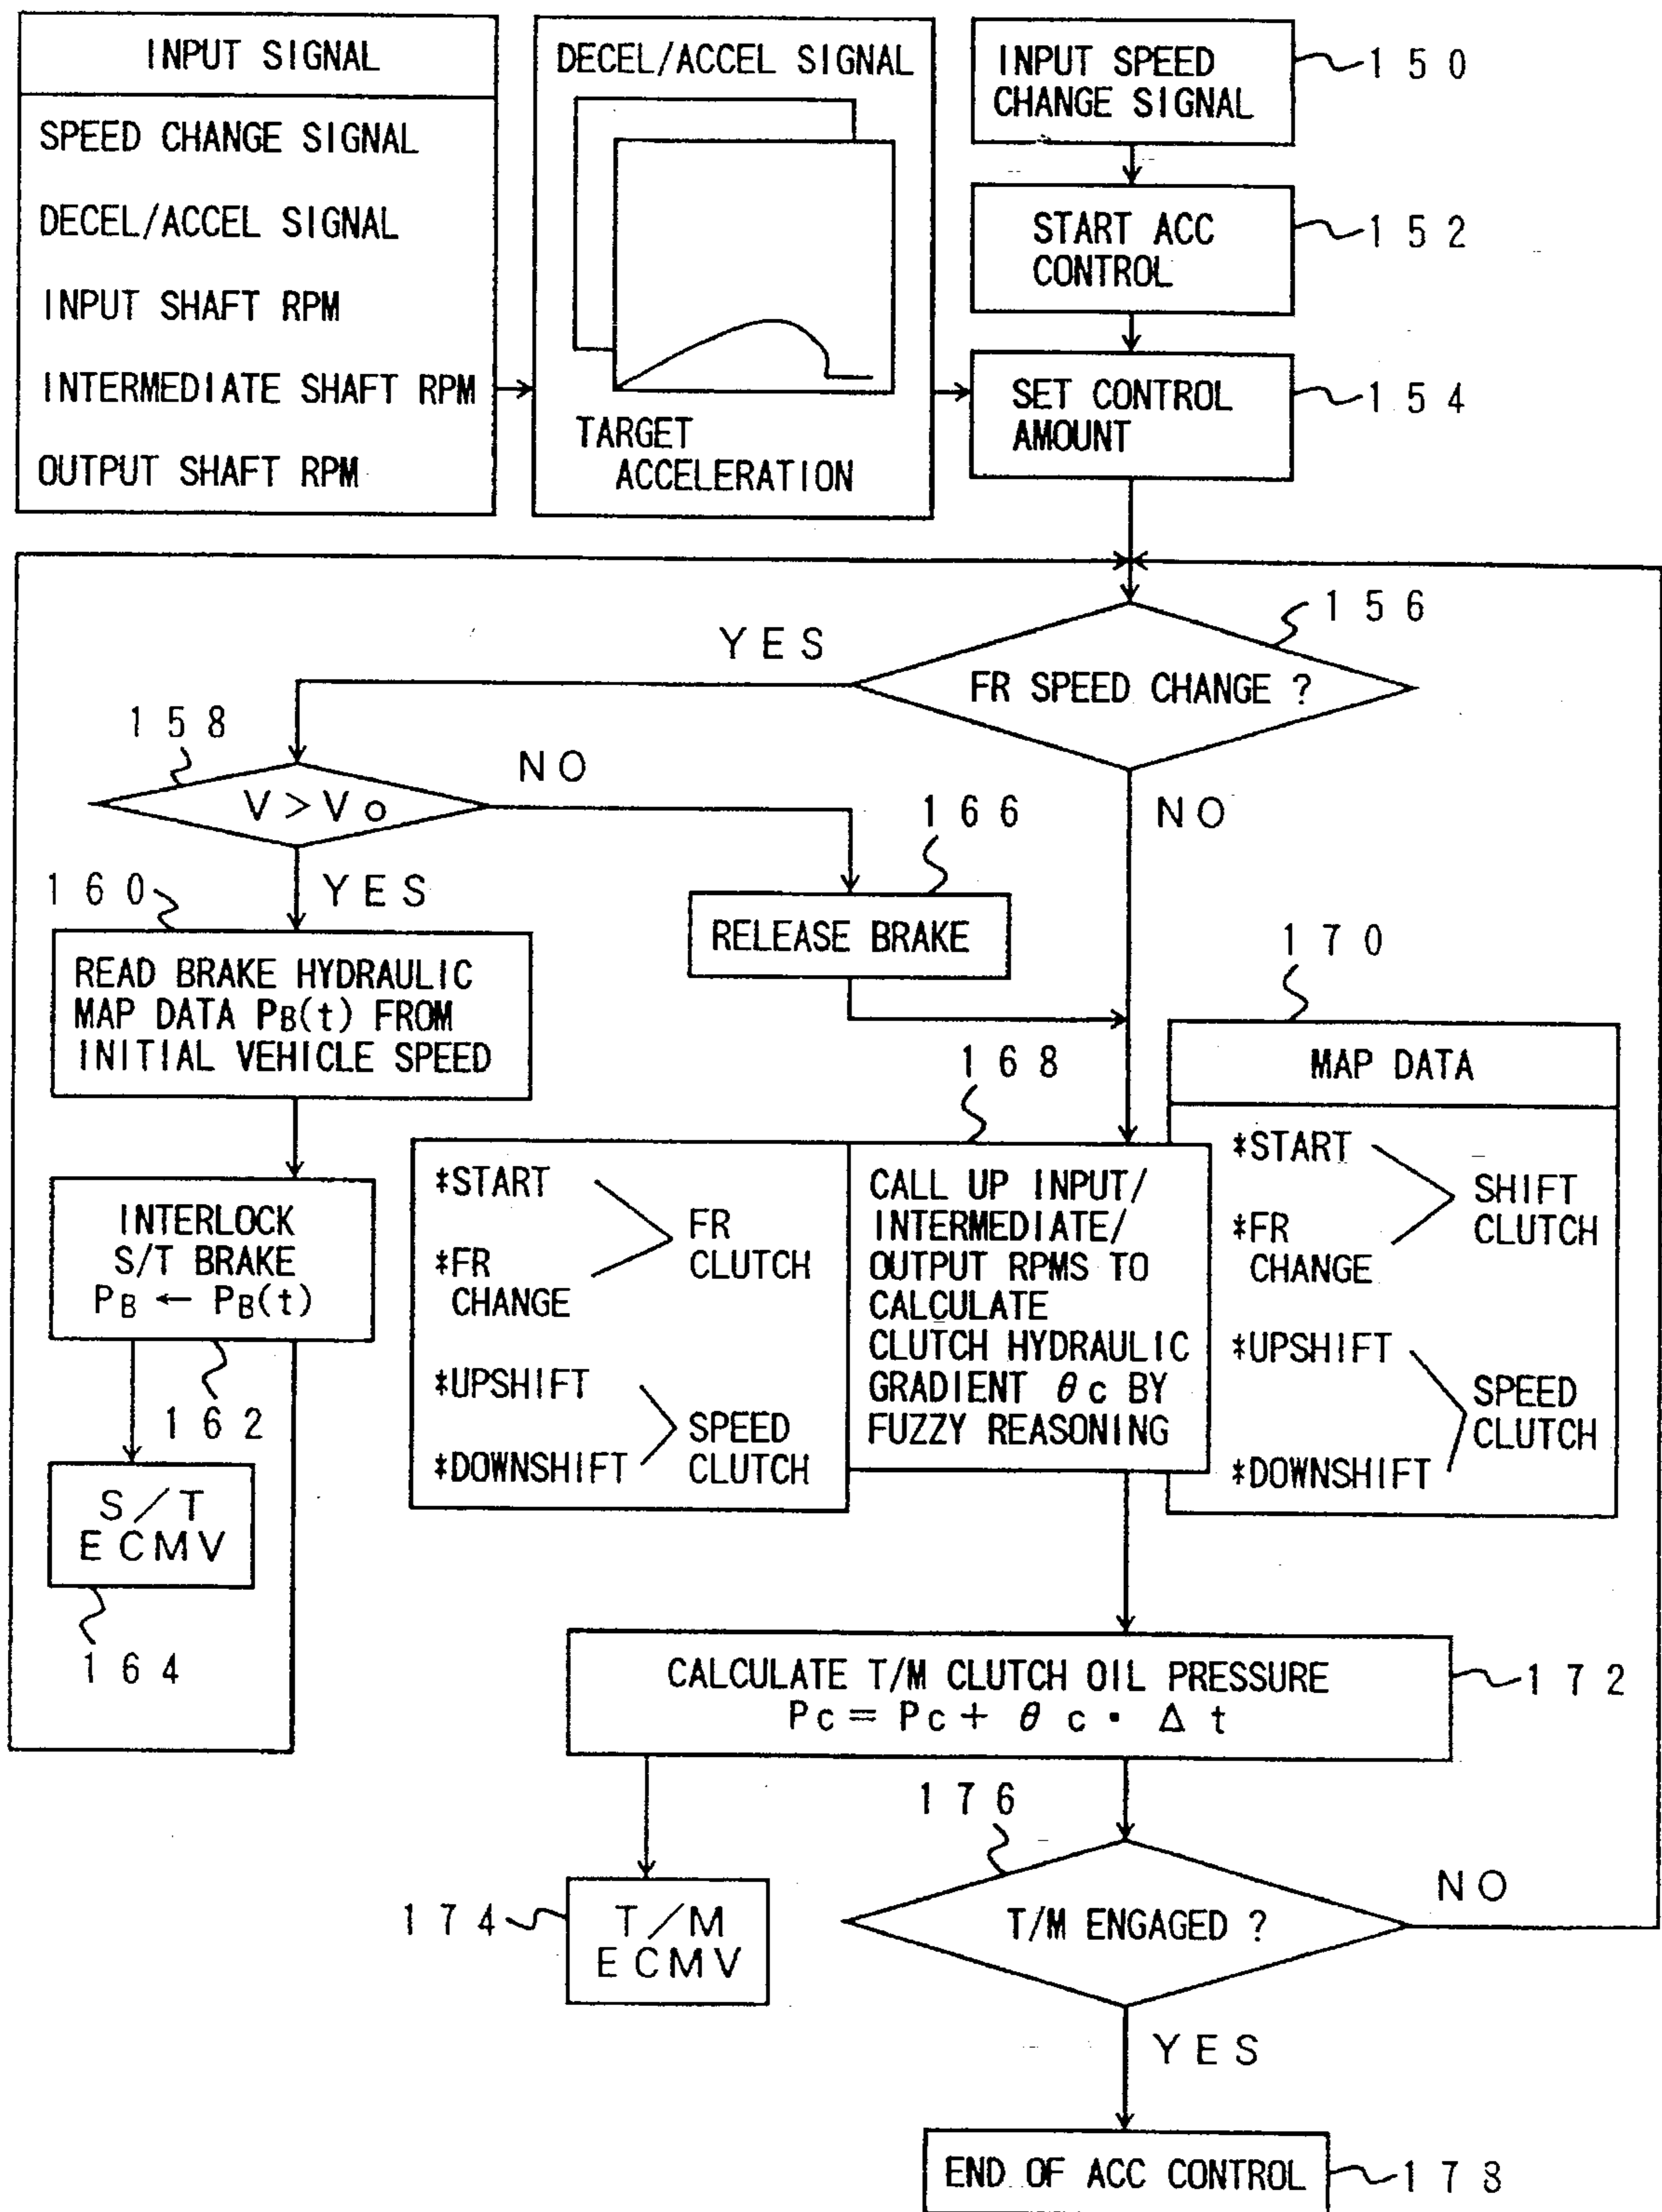 INPUT SIGNAL
SPEED CHANGE SIGNAL
DECEL/ACCEL SIGNAL
INPUT SHAFT RPM
INTERMEDIATE SHAFT RPM
OUTPUT SHAFT RPM
DECEL/ACCEL SIGNAL
TARGET
ACCELERATION
INPUT SPEED
CHANGE SIGNAL
150
START ACC
CONTROL
152
SET CONTROL
AMOUNT
154
156
FR SPEED CHANGE ?
YES
NO
158
V > Vo
NO
YES
160
READ BRAKE HYDRAULIC
MAP DATA PB(t) FROM
INITIAL VEHICLE SPEED
166
RELEASE BRAKE
INTERLOCK
S/T BRAKE
PB ← PB(t)
162
S/T
ECMV
164
*START
*FR
CHANGE
FR
CLUTCH
*UPSHIFT
*DOWNSHIFT
SPEED
CLUTCH
168
CALL UP INPUT/
INTERMEDIATE/
OUTPUT RPMS TO
CALCULATE
CLUTCH HYDRAULIC
GRADIENT θc BY
FUZZY REASONING
170
MAP DATA
*START
*FR
CHANGE
SHIFT
CLUTCH
*UPSHIFT
*DOWNSHIFT
SPEED
CLUTCH
CALCULATE T/M CLUTCH OIL PRESSURE
Pc = Pc + θc · Δt
172
174
T/M
ECMV
176
T/M ENGAGED ?
NO
YES
END OF ACC CONTROL
178